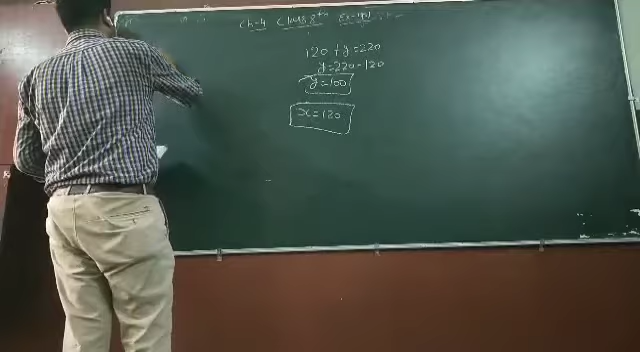 Ch-4 Class 8th
120 + y = 220
y = 220 - 120
y = 100
x = 120